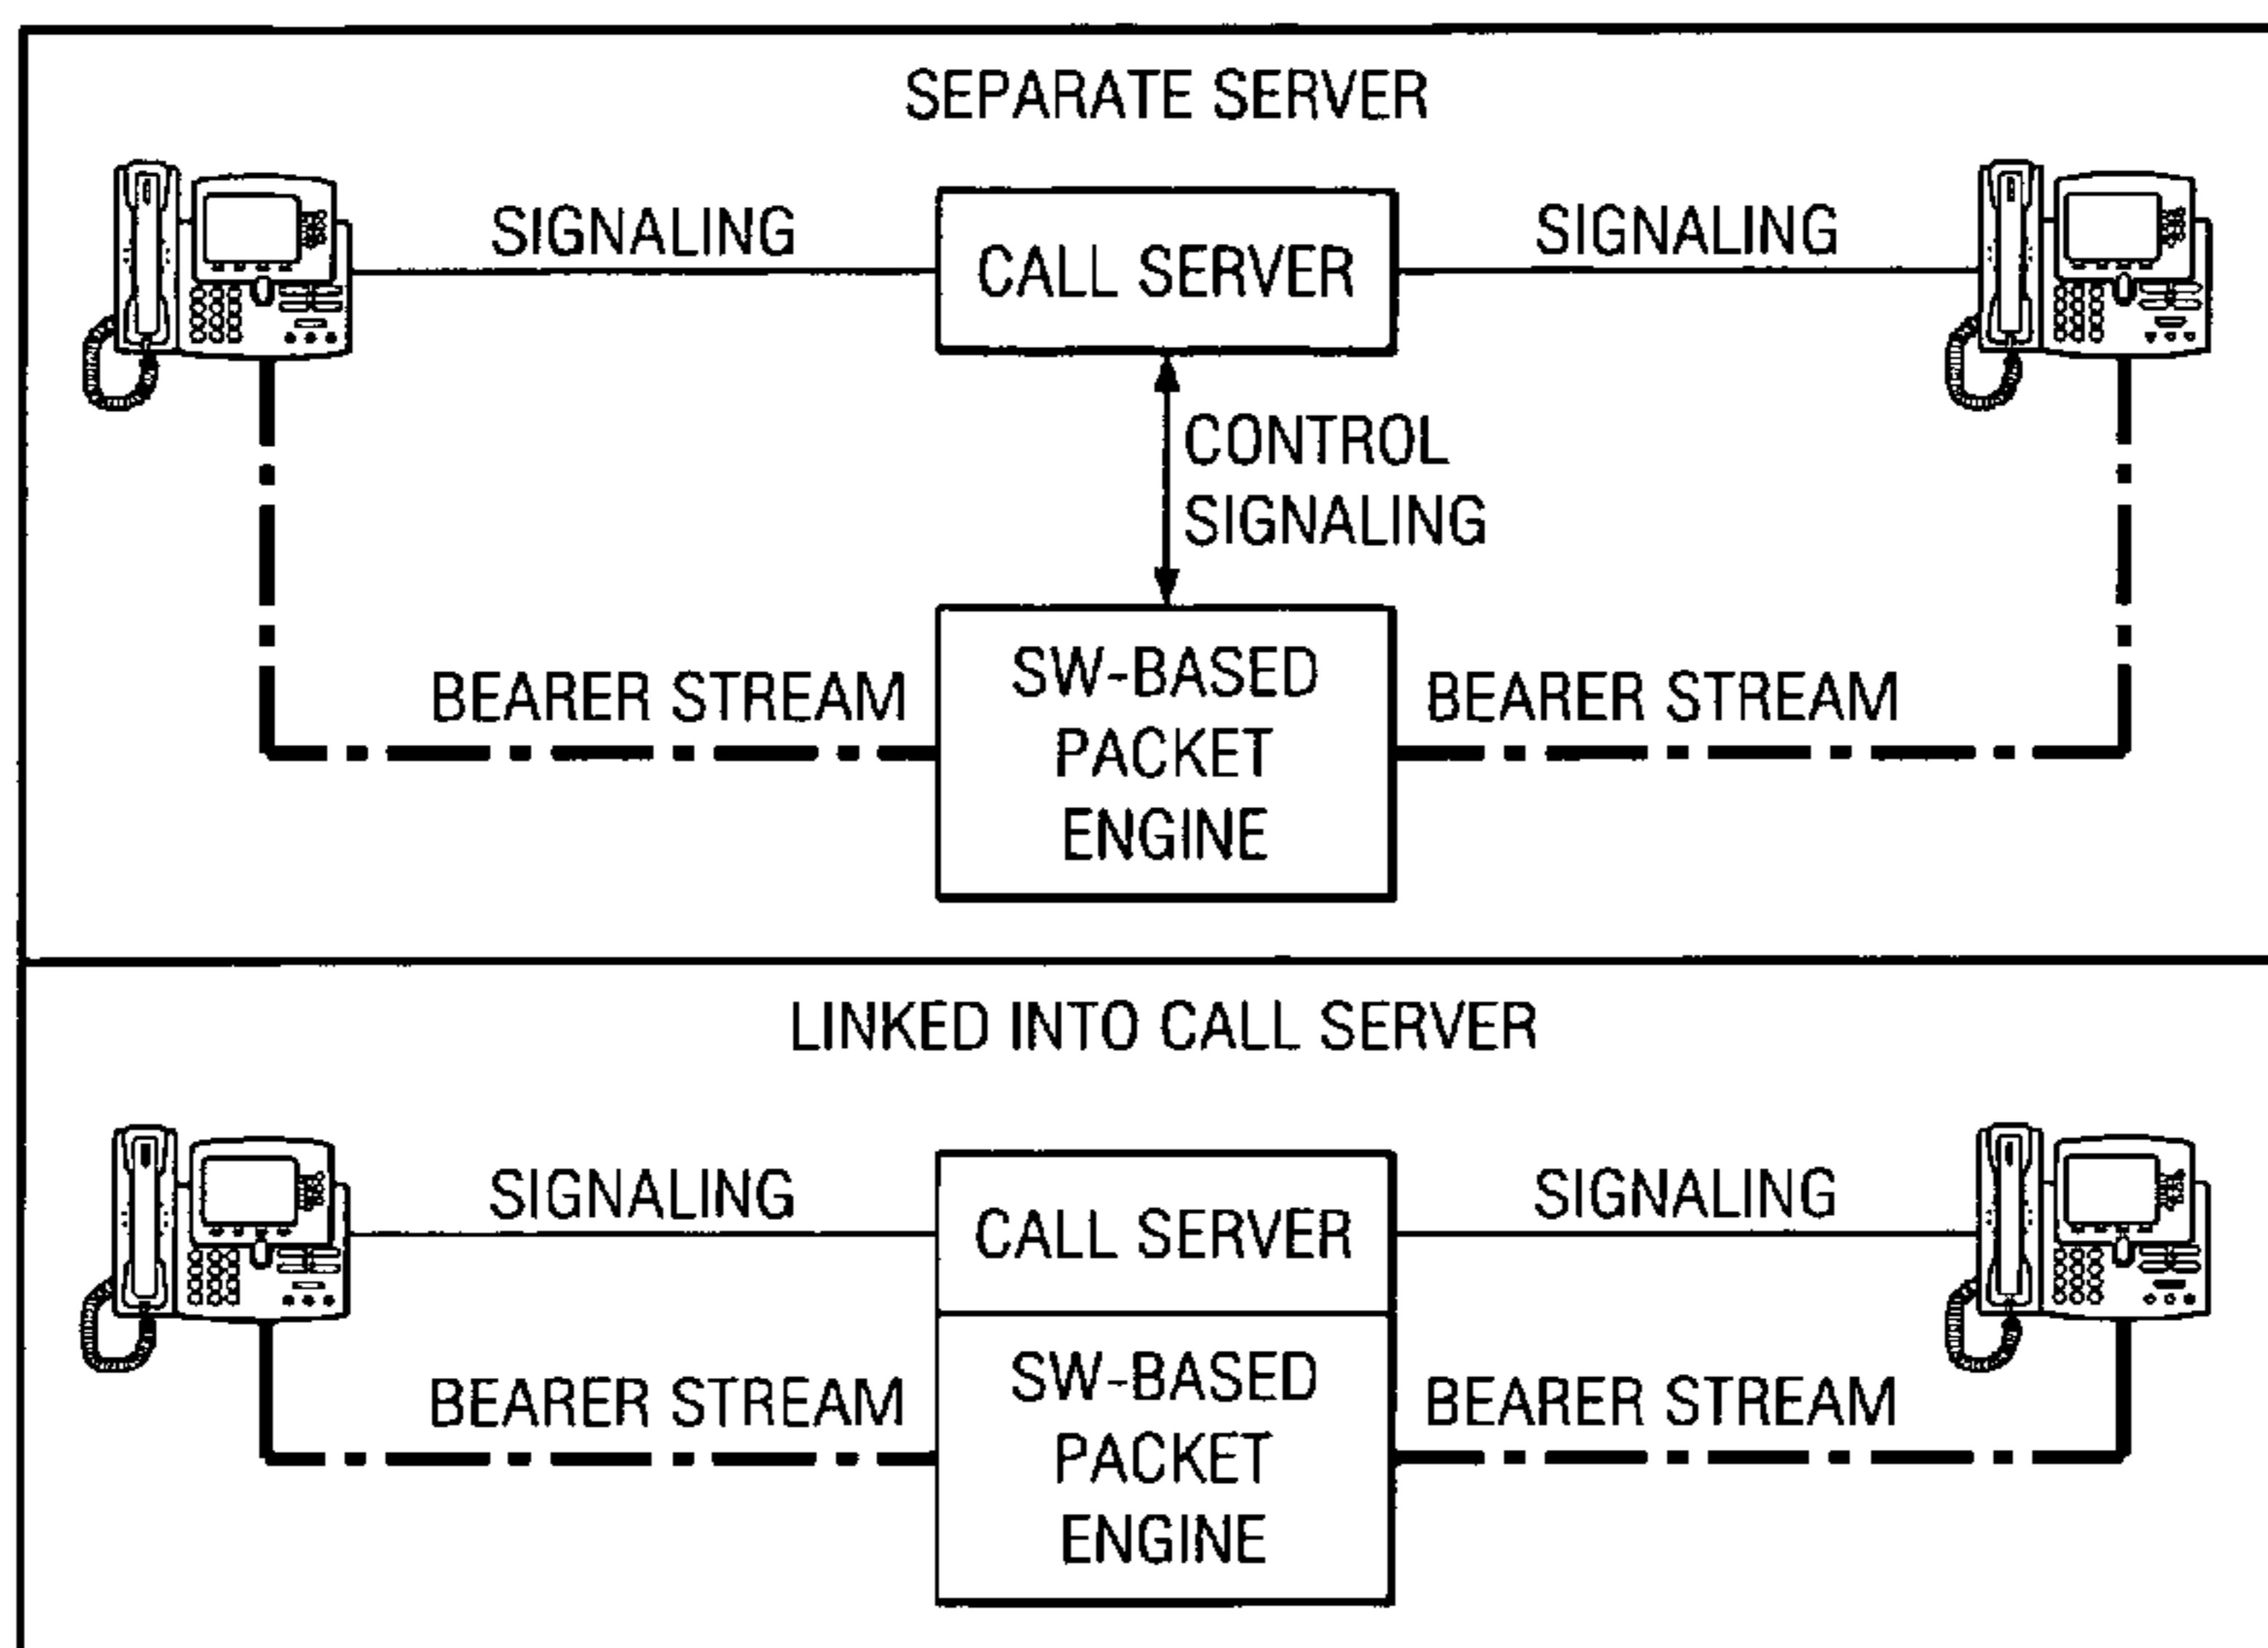 SEPARATE SERVER
SIGNALING
CALL SERVER
SIGNALING
CONTROL
SIGNALING
BEARER STREAM
SW-BASED
PACKET
ENGINE
BEARER STREAM
LINKED INTO CALL SERVER
SIGNALING
CALL SERVER
SIGNALING
BEARER STREAM
SW-BASED
PACKET
ENGINE
BEARER STREAM